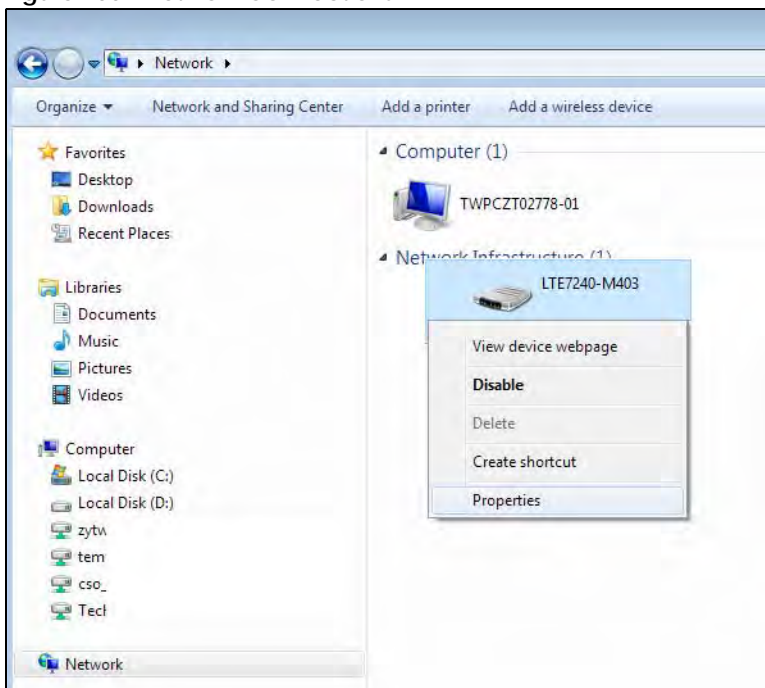 Network
Organize Network and Sharing Center Add a printer Add a wireless device
Favorites
Desktop
Downloads
Recent Places
Libraries
Documents
Music
Pictures
Videos
Computer
Local Disk (C:)
Local Disk (D:)
zytw
tem
cso_
Tech
Network
Computer (1)
TWPCZT02778-01
Network Infrastructure (1)
LTE7240-M403
View device webpage
Disable
Delete
Create shortcut
Properties